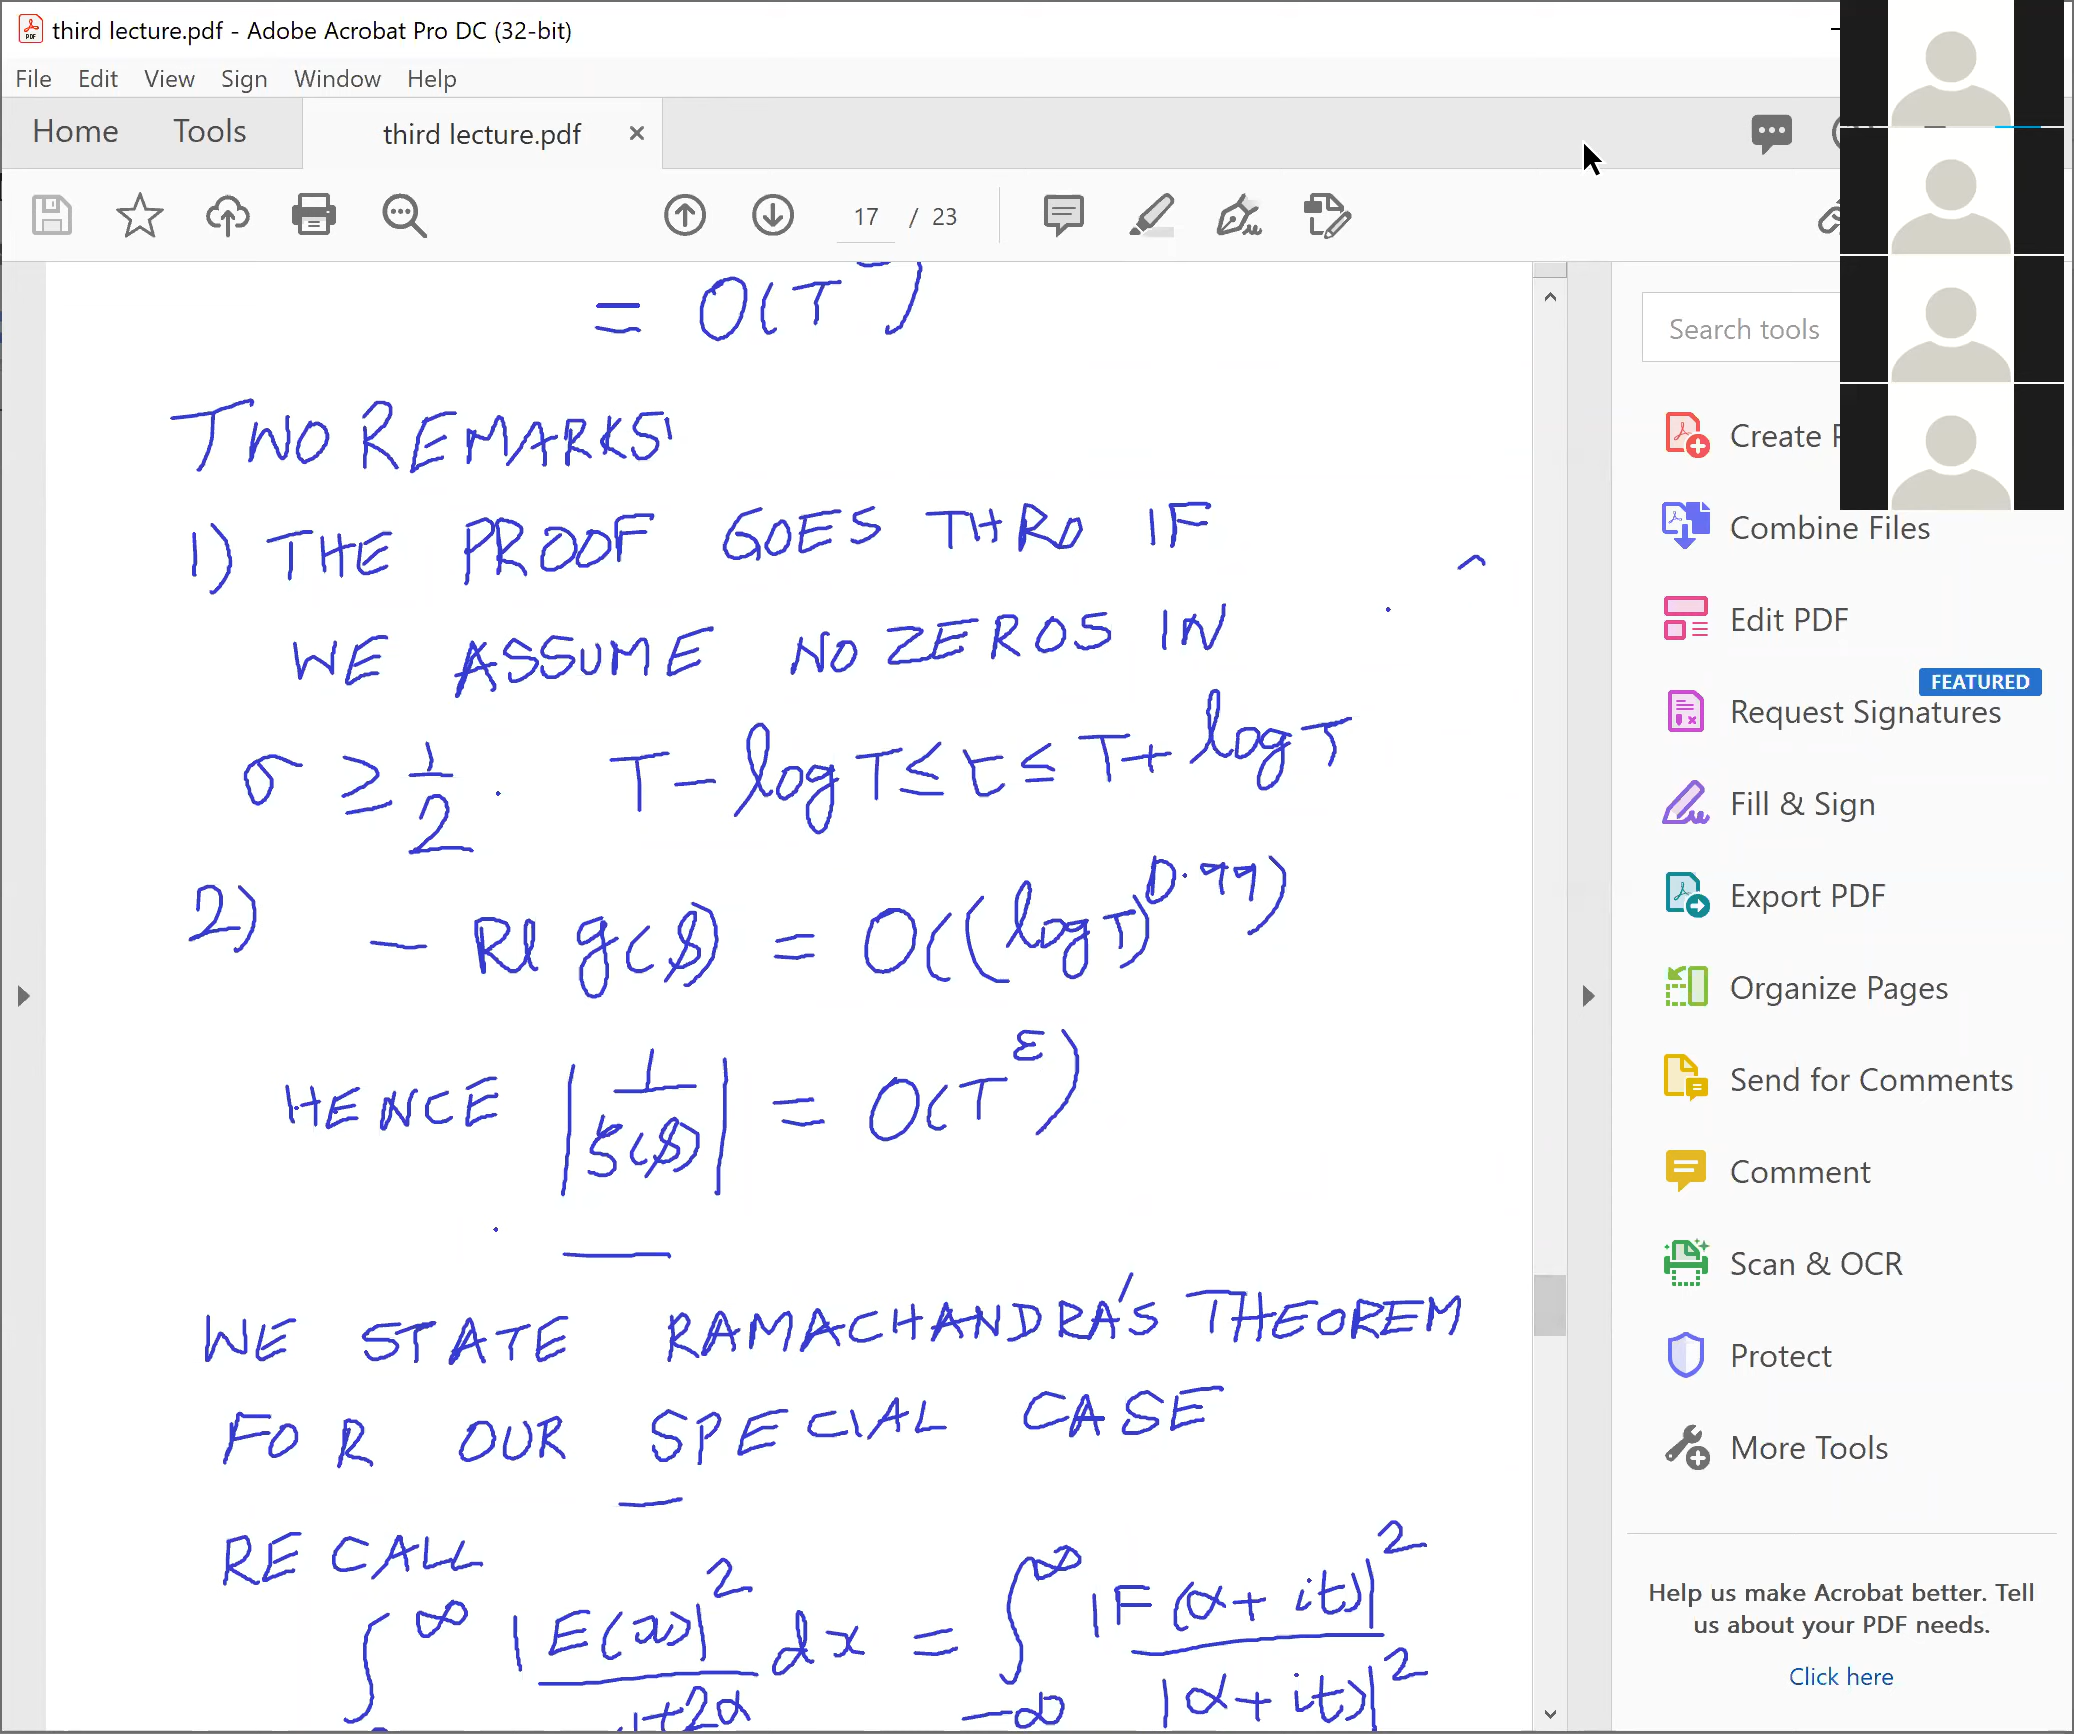 third lecture.pdf - Adobe Acrobat Pro DC (32-bit)
File Edit View Sign Window Help
Home Tools third lecture.pdf ×
17 / 23
= O(T
TWO REMARKS
1) THE PROOF GOES THRO IF
WE ASSUME NO ZEROS IN
σ ≥ 1/2. T - log T ≤ t ≤ T + log T
2) - Rl g(s) = O((log T)^0.99)
HENCE |1/ζ(s)| = O(T^ε)
WE STATE RAMACHANDRA'S THEOREM
FOR OUR SPECIAL CASE
RECALL
∫^∞ |E(x)|^2 / 1+2α dx = ∫_-∞^∞ |F(α+it)|^2 / |α+it|^2
Search tools
Create
Combine Files
Edit PDF
FEATURED
Request Signatures
Fill & Sign
Export PDF
Organize Pages
Send for Comments
Comment
Scan & OCR
Protect
More Tools
Help us make Acrobat better. Tell
us about your PDF needs.
Click here